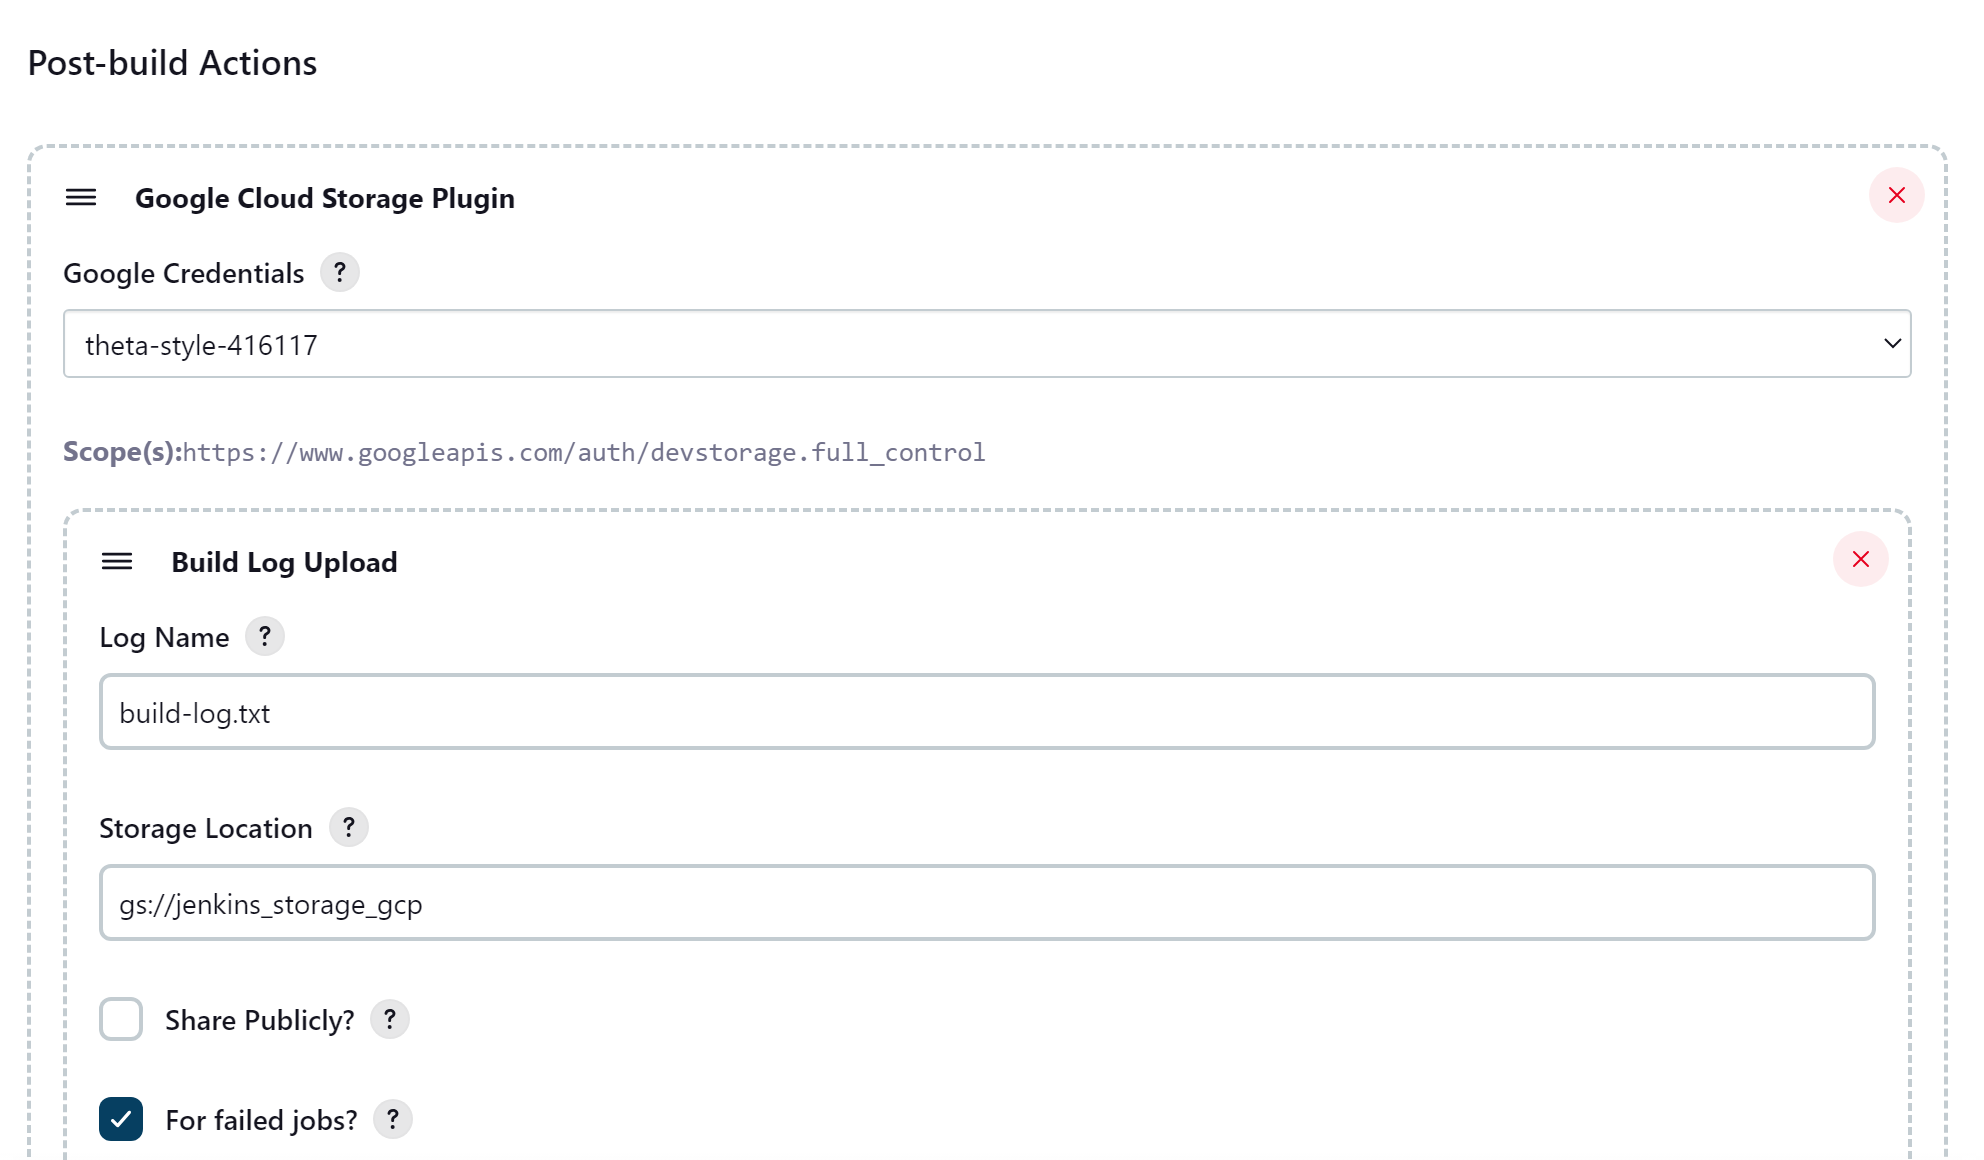 Post-build Actions
Google Cloud Storage Plugin
Google Credentials ?
theta-style-416117
Scope(s):https://www.googleapis.com/auth/devstorage.full_control
Build Log Upload
Log Name ?
build-log.txt
Storage Location ?
gs://jenkins_storage_gcp
Share Publicly? ?
For failed jobs? ?